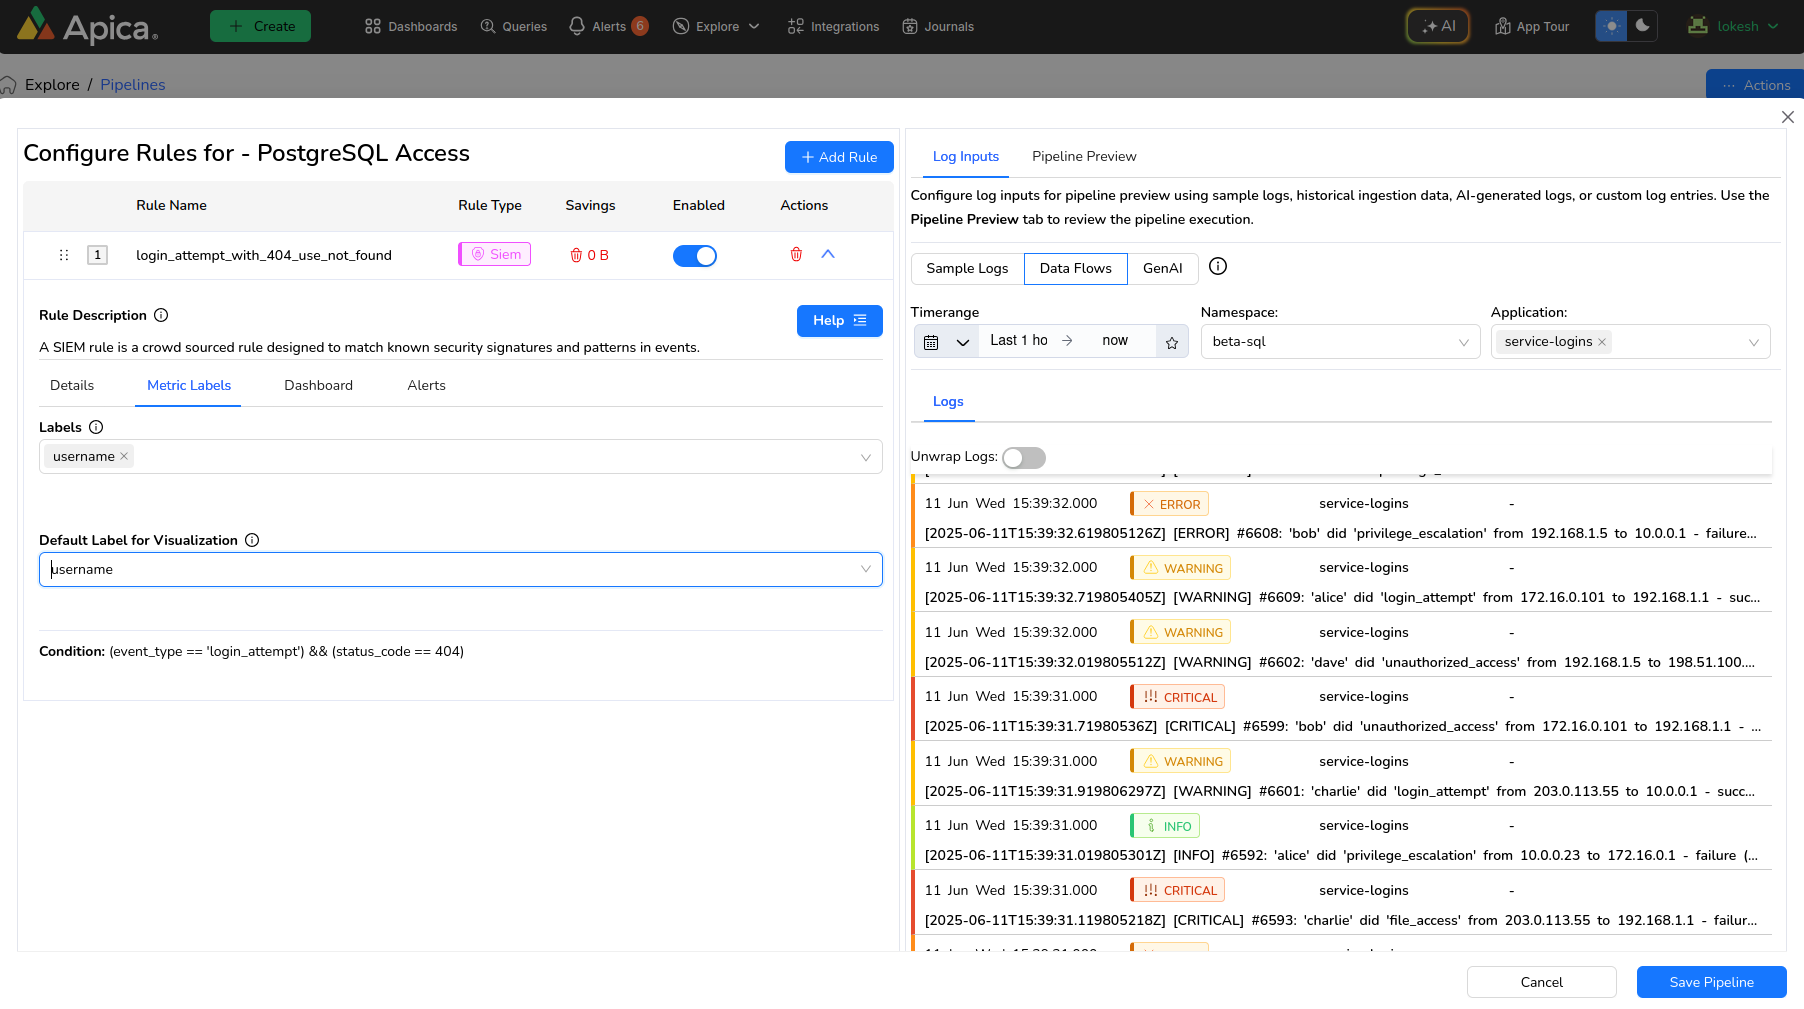 Apica
Create
Dashboards
Queries
Alerts 6
Explore
Integrations
Journals
AI
App Tour
lokesh
Explore / Pipelines
··· Actions
Configure Rules for - PostgreSQL Access
+ Add Rule
Rule Name Rule Type Savings Enabled Actions
1 login_attempt_with_404_use_not_found Siem 0 B
Rule Description
Help
A SIEM rule is a crowd sourced rule designed to match known security signatures and patterns in events.
Details Metric Labels Dashboard Alerts
Labels
username
Default Label for Visualization
username
Condition: (event_type == 'login_attempt') && (status_code == 404)
Log Inputs Pipeline Preview
Configure log inputs for pipeline preview using sample logs, historical ingestion data, AI-generated logs, or custom log entries. Use the
Pipeline Preview tab to review the pipeline execution.
Sample Logs Data Flows GenAI
Timerange Namespace: Application:
Last 1 ho → now beta-sql service-logins
Logs
Unwrap Logs:
11 Jun Wed 15:39:32.000 ERROR service-logins -
[2025-06-11T15:39:32.619805126Z] [ERROR] #6608: 'bob' did 'privilege_escalation' from 192.168.1.5 to 10.0.0.1 - failure...
11 Jun Wed 15:39:32.000 WARNING service-logins -
[2025-06-11T15:39:32.719805405Z] [WARNING] #6609: 'alice' did 'login_attempt' from 172.16.0.101 to 192.168.1.1 - suc...
11 Jun Wed 15:39:32.000 WARNING service-logins -
[2025-06-11T15:39:32.019805512Z] [WARNING] #6602: 'dave' did 'unauthorized_access' from 192.168.1.5 to 198.51.100....
11 Jun Wed 15:39:31.000 CRITICAL service-logins -
[2025-06-11T15:39:31.71980536Z] [CRITICAL] #6599: 'bob' did 'unauthorized_access' from 172.16.0.101 to 192.168.1.1 - ...
11 Jun Wed 15:39:31.000 WARNING service-logins -
[2025-06-11T15:39:31.919806297Z] [WARNING] #6601: 'charlie' did 'login_attempt' from 203.0.113.55 to 10.0.0.1 - succ...
11 Jun Wed 15:39:31.000 INFO service-logins -
[2025-06-11T15:39:31.019805301Z] [INFO] #6592: 'alice' did 'privilege_escalation' from 10.0.0.23 to 172.16.0.1 - failure (...
11 Jun Wed 15:39:31.000 CRITICAL service-logins -
[2025-06-11T15:39:31.119805218Z] [CRITICAL] #6593: 'charlie' did 'file_access' from 203.0.113.55 to 192.168.1.1 - failur...
Cancel
Save Pipeline